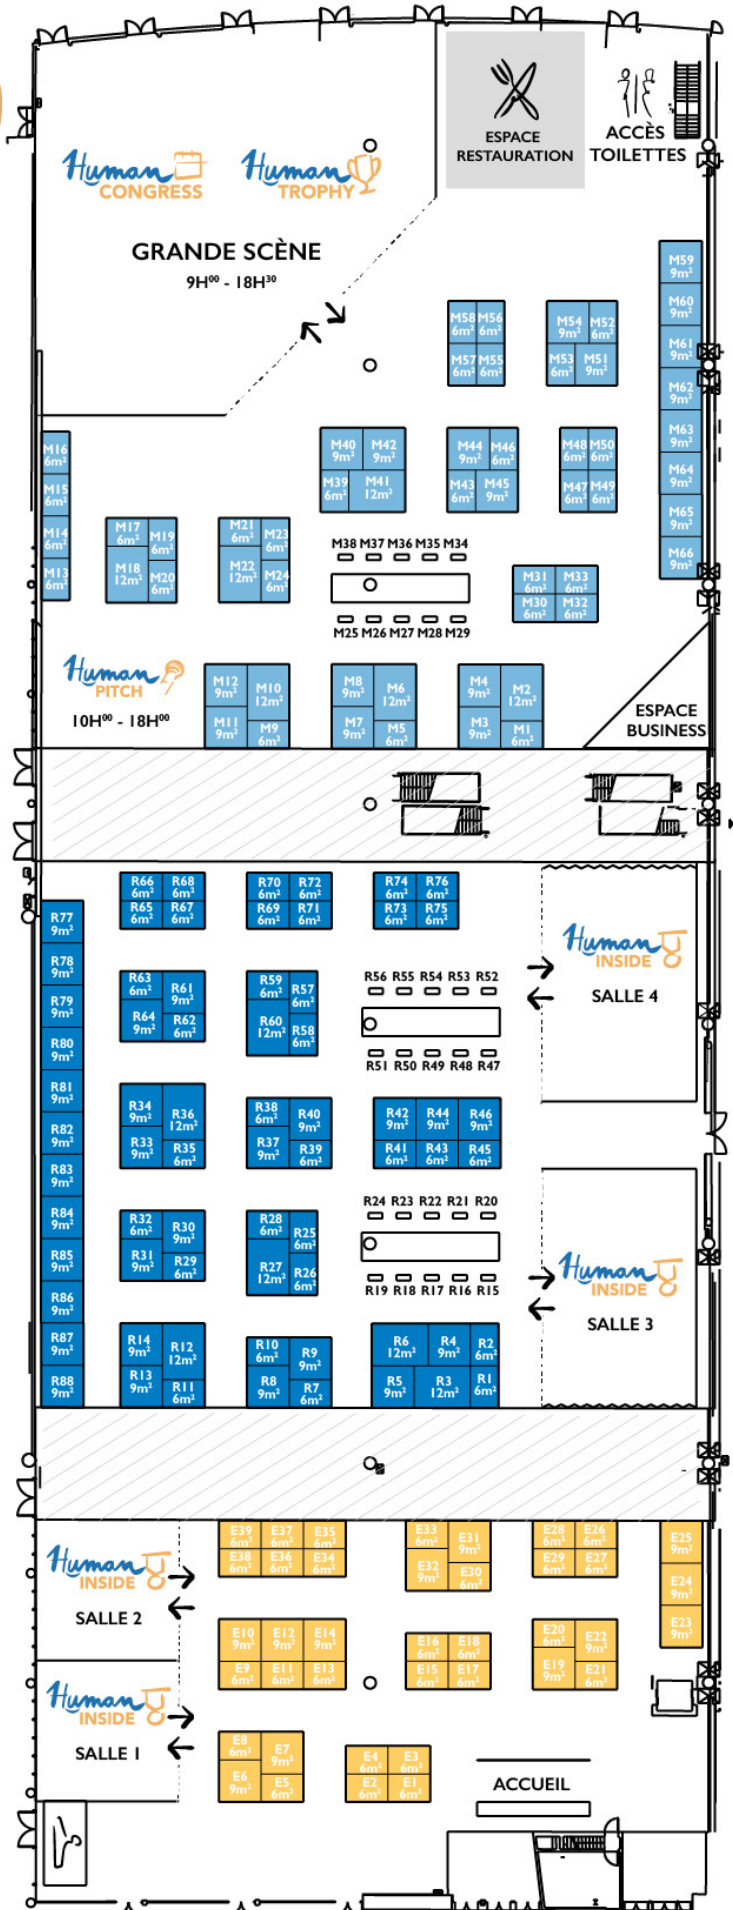 ESPACE
RESTAURATION
ACCÈS
TOILETTES
Human
CONGRESS
Human
TROPHY
GRANDE SCÈNE
9H00 - 18H30
M59
9m²
M60
9m²
M61
9m²
M62
9m²
M63
9m²
M64
9m²
M65
9m²
M66
9m²
M58 M56
6m² 6m²
M57 M55
6m² 6m²
M54 M52
9m² 6m²
M53 M51
6m² 9m²
M40 M42
9m² 9m²
M39 M41
6m² 12m²
M44 M46
9m² 6m²
M43 M45
6m² 9m²
M48 M50
6m² 6m²
M47 M49
6m² 6m²
M16
6m²
M15
6m²
M14
6m²
M13
6m²
M17 M19
6m² 6m²
M18 M20
12m² 6m²
M21 M23
6m² 6m²
M22 M24
12m² 6m²
M38 M37 M36 M35 M34
M25 M26 M27 M28 M29
M31 M33
6m² 6m²
M30 M32
6m² 6m²
Human
PITCH
10H00 - 18H00
M12 M10
9m² 12m²
M11 M9
9m² 6m²
M8 M6
9m² 12m²
M7 M5
9m² 6m²
M4 M2
9m² 12m²
M3 M1
9m² 6m²
ESPACE
BUSINESS
R66 R68
6m² 6m²
R65 R67
6m² 6m²
R70 R72
6m² 6m²
R69 R71
6m² 6m²
R74 R76
6m² 6m²
R73 R75
6m² 6m²
R77
9m²
R78
9m²
R79
9m²
R80
9m²
R81
9m²
R82
9m²
R83
9m²
R84
9m²
R85
9m²
R86
9m²
R87
9m²
R88
9m²
Human
INSIDE
SALLE 4
R63 R61
6m² 9m²
R64 R62
9m² 6m²
R59 R57
6m² 6m²
R60 R58
12m² 6m²
R56 R55 R54 R53 R52
R51 R50 R49 R48 R47
R34 R36
9m² 12m²
R33 R35
9m² 6m²
R38 R40
6m² 9m²
R37 R39
9m² 6m²
R42 R44 R46
9m² 9m² 9m²
R41 R43 R45
6m² 6m² 6m²
R24 R23 R22 R21 R20
R19 R18 R17 R16 R15
R32 R30
6m² 9m²
R31 R29
9m² 6m²
R28 R25
6m² 6m²
R27 R26
12m² 6m²
Human
INSIDE
SALLE 3
R14 R12
9m² 12m²
R13 R11
9m² 6m²
R10 R9
6m² 9m²
R8 R7
9m² 6m²
R6 R4 R2
12m² 9m² 6m²
R5 R3 R1
9m² 12m² 6m²
Human
INSIDE
SALLE 2
E39 E37 E35
6m² 6m² 6m²
E38 E36 E34
6m² 6m² 6m²
E33 E31
6m² 9m²
E32 E30
9m² 6m²
E28 E26
6m² 6m²
E29 E27
6m² 6m²
E25
9m²
E24
9m²
E23
9m²
E10 E12 E14
9m² 9m² 9m²
E9 E11 E13
6m² 6m² 6m²
E16 E18
6m² 6m²
E15 E17
6m² 6m²
E20 E22
6m² 9m²
E19 E21
9m² 6m²
Human
INSIDE
SALLE 1
E8 E7
6m² 9m²
E6 E5
9m² 6m²
E4 E3
6m² 6m²
E2 E1
6m² 6m²
ACCUEIL